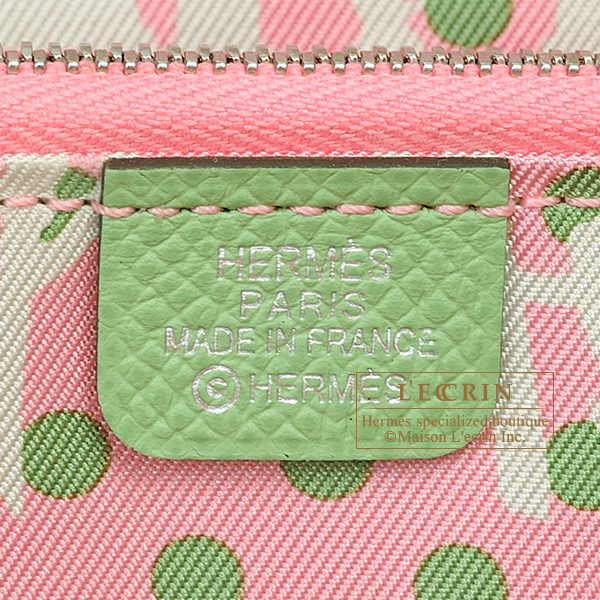 HERMÈS
PARIS
MADE IN FRANCE
©HERMÈS
L'ECRIN
Hermès specialized boutique
©Maison L'ecrin Inc.